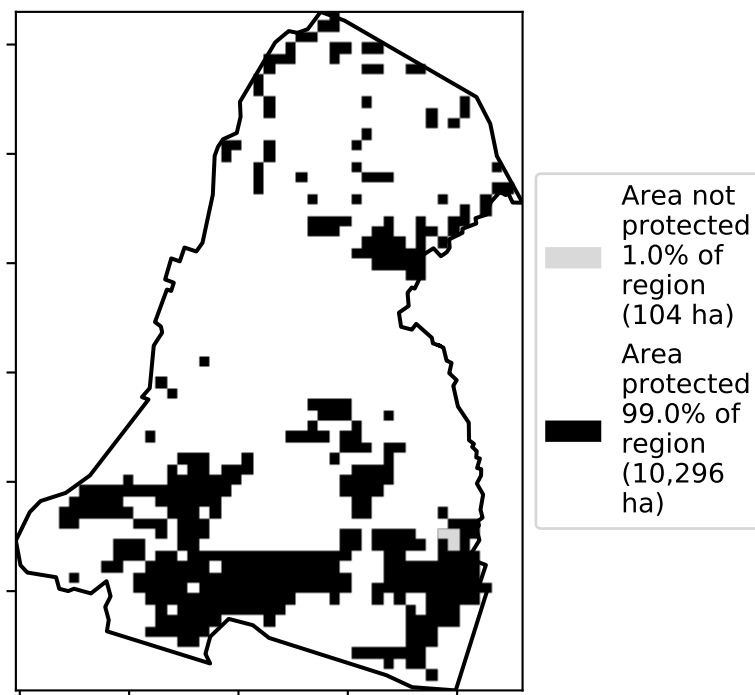 Area not
protected
1.0% of
region
(104 ha)
Area
protected
99.0% of
region
(10,296
ha)